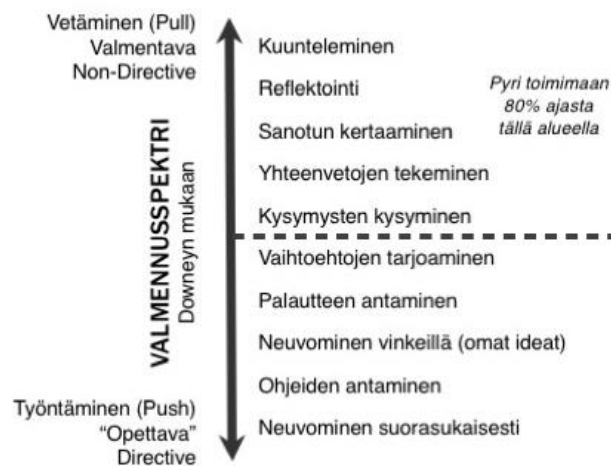 Vetäminen (Pull)
Valmentava
Non-Directive
Kuunteleminen
Reflektointi
Sanotun kertaaminen
Yhteenvetojen tekeminen
Kysymysten kysyminen
Pyri toimimaan
80% ajasta
tällä alueella
VALMENNUSSPEKTRI
Downeyn mukaan
Vaihtoehtojen tarjoaminen
Palautteen antaminen
Neuvominen vinkeillä (omat ideat)
Ohjeiden antaminen
Neuvominen suorasukaisesti
Työntäminen (Push)
“Opettava”
Directive